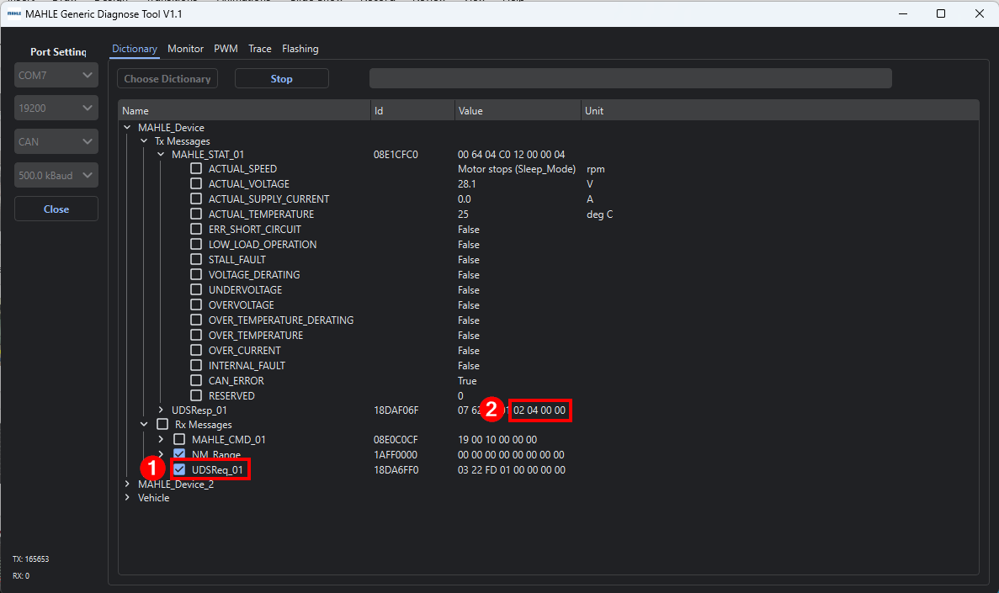 MAHLE MAHLE Generic Diagnose Tool V1.1
Port Setting
Dictionary Monitor PWM Trace Flashing
COM7
Choose Dictionary Stop
19200
Name Id Value Unit
MAHLE_Device
CAN
Tx Messages
MAHLE_STAT_01 08E1CFC0 00 64 04 C0 12 00 00 04
500.0 kBaud
ACTUAL_SPEED Motor stops (Sleep_Mode) rpm
ACTUAL_VOLTAGE 28.1 V
ACTUAL_SUPPLY_CURRENT 0.0 A
Close
ACTUAL_TEMPERATURE 25 deg C
ERR_SHORT_CIRCUIT False
LOW_LOAD_OPERATION False
STALL_FAULT False
VOLTAGE_DERATING False
UNDERVOLTAGE False
OVERVOLTAGE False
OVER_TEMPERATURE_DERATING False
OVER_TEMPERATURE False
OVER_CURRENT False
INTERNAL_FAULT False
CAN_ERROR True
RESERVED 0
UDSResp_01 18DAF06F 07 62 2 02 04 00 00
Rx Messages
MAHLE_CMD_01 08E0C0CF 19 00 10 00 00 00
NM_Range 1AFF0000 00 00 00 00 00 00 00 00
1 UDSReq_01 18DA6FF0 03 22 FD 01 00 00 00 00
MAHLE_Device_2
Vehicle
TX: 165653
RX: 0